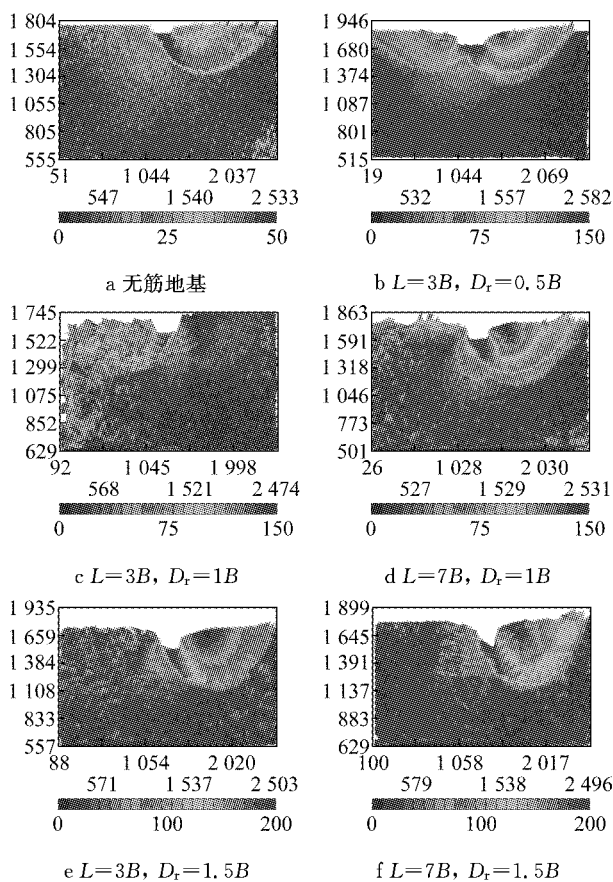 1 804
1 554
1 304
1 055
805
555
51 1 044 2 037
547 1 540 2 533
0 25 50
a 无筋地基
1 946
1 680
1 374
1 087
801
515
19 1 044 2 069
532 1 557 2 582
0 75 150
b L=3B, Dr=0.5B
1 745
1 522
1 299
1 075
852
629
92 1 045 1 998
568 1 521 2 474
0 75 150
c L=3B, Dr=1B
1 863
1 591
1 318
1 046
773
501
26 1 028 2 030
527 1 529 2 531
0 75 150
d L=7B, Dr=1B
1 935
1 659
1 384
1 108
833
557
88 1 054 2 020
571 1 537 2 503
0 100 200
e L=3B, Dr=1.5B
1 899
1 645
1 391
1 137
883
629
100 1 058 2 017
579 1 538 2 496
0 100 200
f L=7B, Dr=1.5B